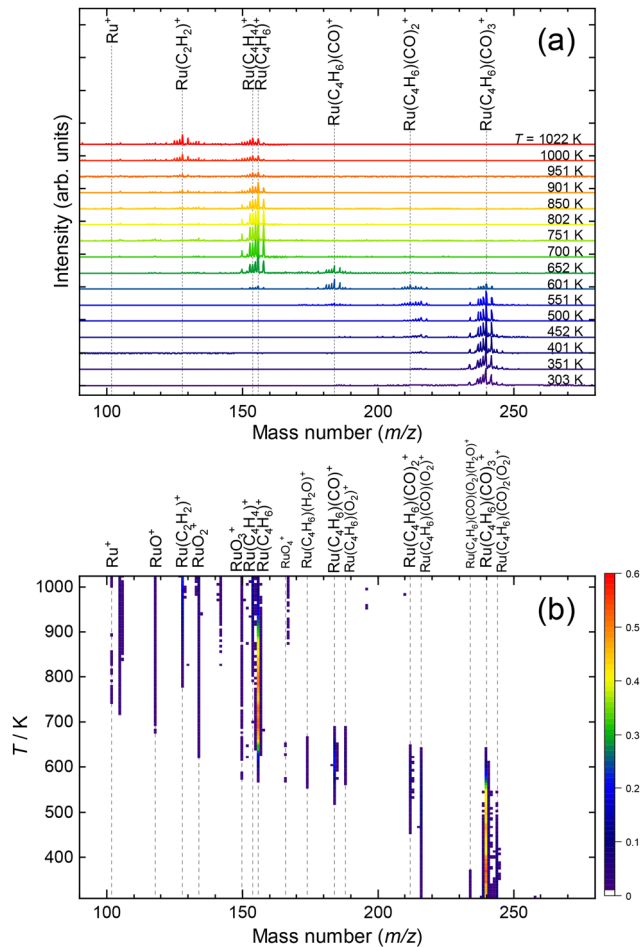 (a)
Ru⁺
Ru(C₂H₂)⁺
Ru(C₄H₄)⁺
Ru(C₄H₆)⁺
Ru(C₄H₆)(CO)⁺
Ru(C₄H₆)(CO)₂⁺
Ru(C₄H₆)(CO)₃⁺
Intensity (arb. units)
T = 1022 K
1000 K
951 K
901 K
850 K
802 K
751 K
700 K
652 K
601 K
551 K
500 K
452 K
401 K
351 K
303 K
100 150 200 250
Mass number (m/z)
Ru⁺
RuO⁺
Ru(C₂H₂)⁺
RuO₂⁺
RuO₃⁺
Ru(C₄H₄)⁺
Ru(C₄H₆)⁺
RuO₄⁺
Ru(C₄H₆)(H₂O)⁺
Ru(C₄H₆)(CO)⁺
Ru(C₄H₆)(O₂)⁺
Ru(C₄H₆)(CO)₂⁺
Ru(C₄H₆)(CO)(O₂)⁺
Ru(C₄H₆)(CO)(O₂)(H₂O)⁺
Ru(C₄H₆)(CO)₃⁺
Ru(C₄H₆)(CO)₂(O₂)⁺
(b)
T / K
1000
900
800
700
600
500
400
100 150 200 250
Mass number (m/z)
0.6
0.5
0.4
0.3
0.2
0.1
0